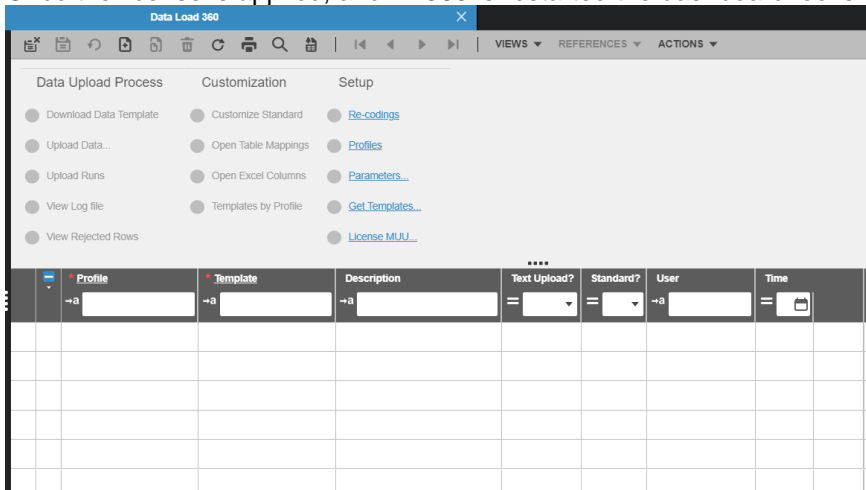 Data Load 360
VIEWS REFERENCES ACTIONS
Data Upload Process Customization Setup
Download Data Template Customize Standard Re-codings
Upload Data... Open Table Mappings Profiles
Upload Runs Open Excel Columns Parameters...
View Log file Templates by Profile Get Templates...
View Rejected Rows License MUU...
* Profile * Template Description Text Upload? Standard? User Time
→a →a →a = = →a =